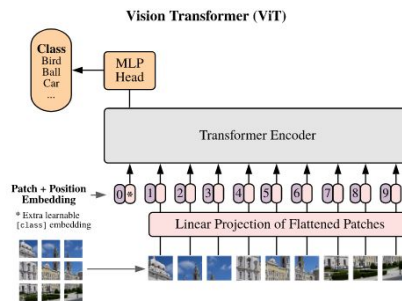 Vision Transformer (ViT)
Class
Bird
Ball
Car
...
MLP
Head
Transformer Encoder
Patch + Position
Embedding
0 * 1 2 3 4 5 6 7 8 9
* Extra learnable
[class] embedding
Linear Projection of Flattened Patches